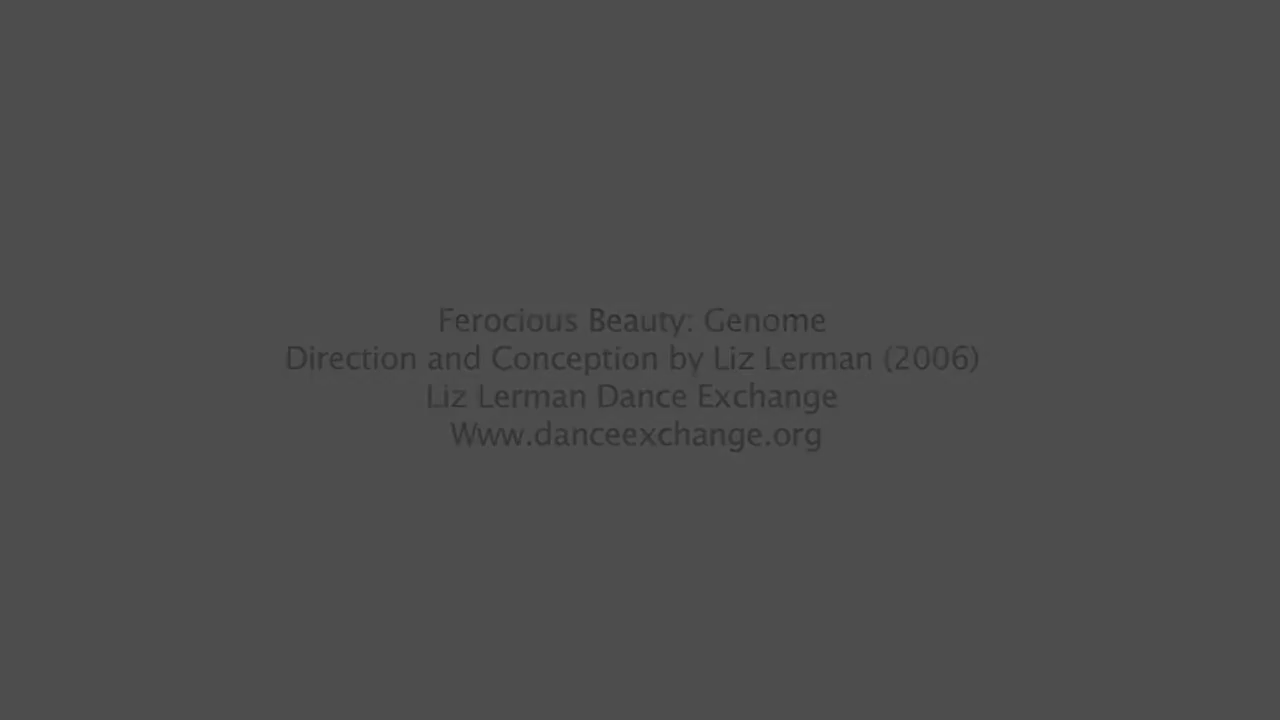 Ferocious Beauty: Genome
Direction and Conception by Liz Lerman (2006)
Liz Lerman Dance Exchange
Www.danceexchange.org